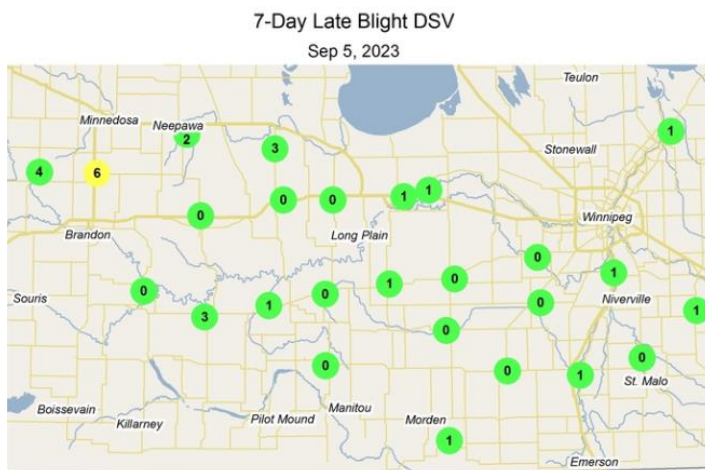 7-Day Late Blight DSV
Sep 5, 2023
Teulon
Minnedosa
Neepawa
1
2
3
Stonewall
4
6
1
1
0
0
0
Winnipeg
Brandon
Long Plain
0
1
0
1
0
0
Souris
Niverville
3
1
0
1
0
0
0
St. Malo
0
1
Boissevain
Killarney
Pilot Mound
Manitou
Morden
1
Emerson